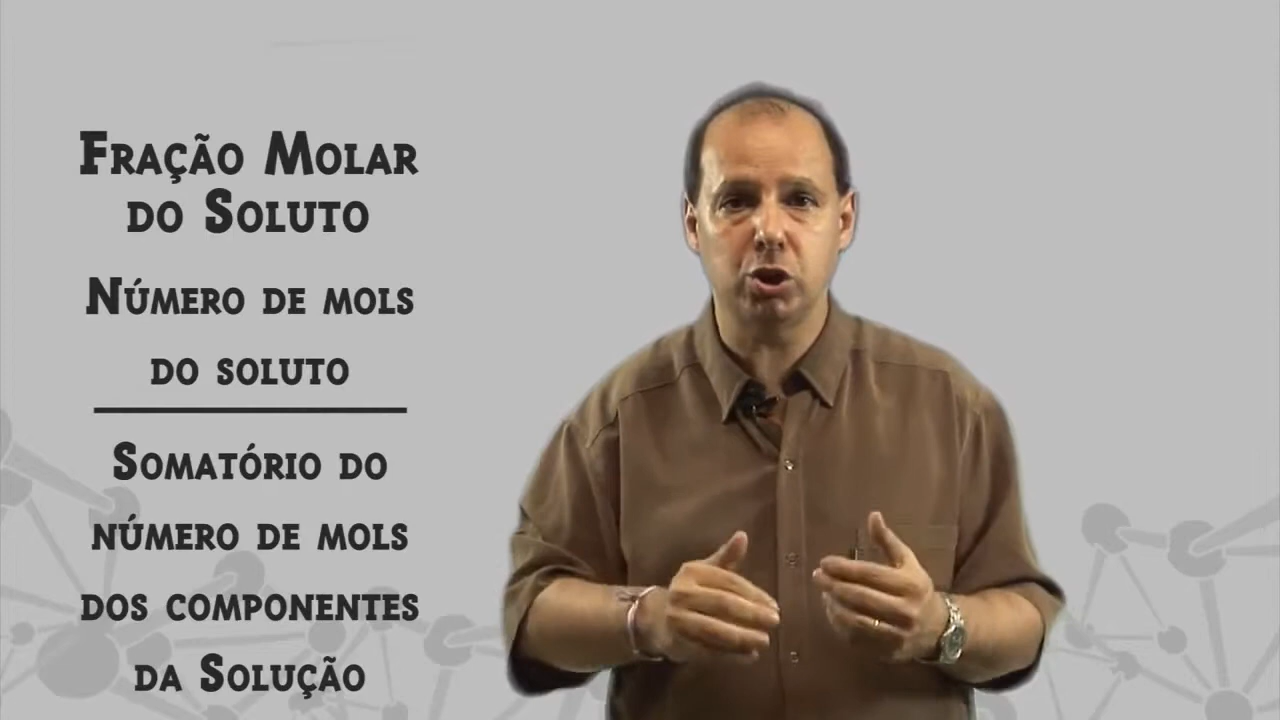 Fração Molar
do Soluto
Número de mols
do soluto
Somatório do
número de mols
dos componentes
da Solução